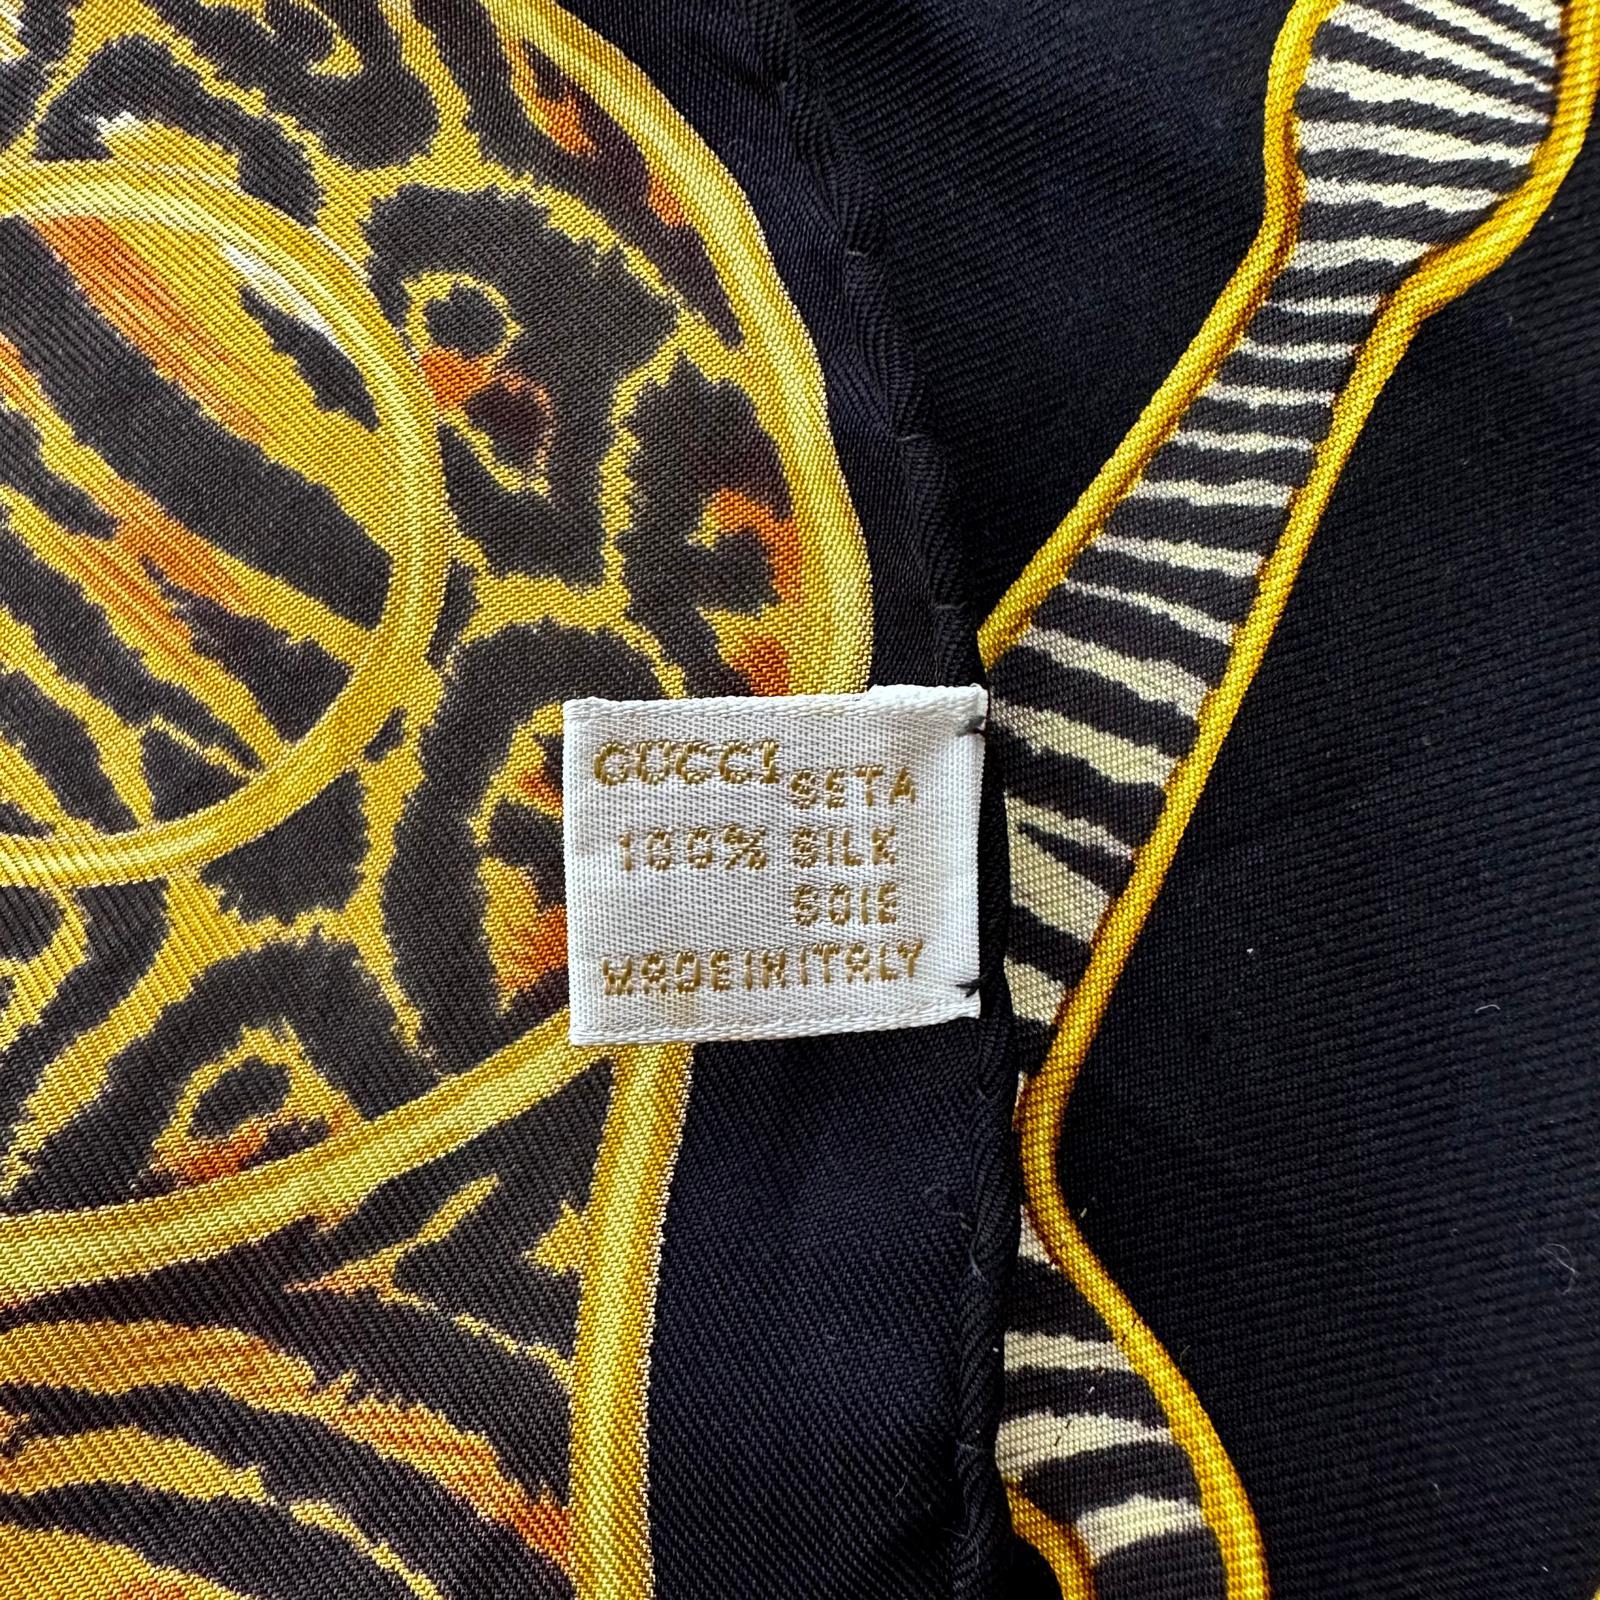 GUCCI SETA
100% SILK
SOIE
MADE IN ITALY